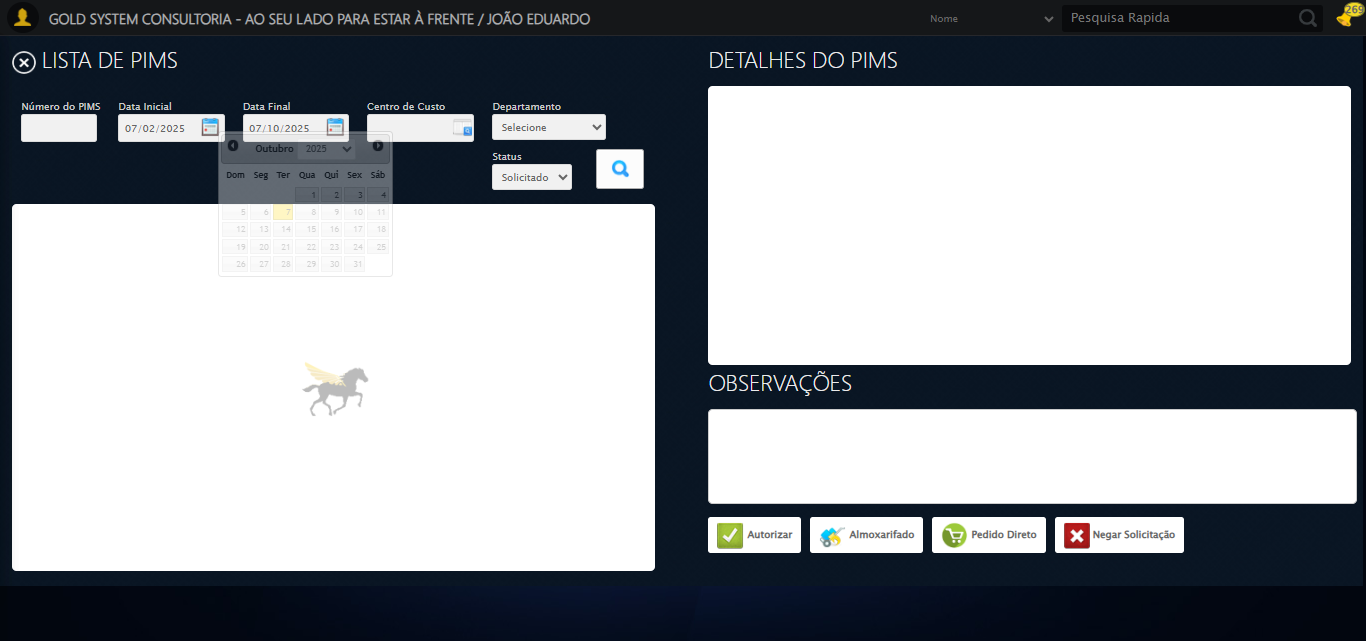 GOLD SYSTEM CONSULTORIA - AO SEU LADO PARA ESTAR À FRENTE / JOÃO EDUARDO
Nome
Pesquisa Rapida
269
LISTA DE PIMS
Número do PIMS
Data Inicial
Data Final
Centro de Custo
Departamento
07/02/2025
07/10/2025
Selecione
Status
Solicitado
Outubro 2025
Dom Seg Ter Qua Qui Sex Sáb
1 2 3 4
5 6 7 8 9 10 11
12 13 14 15 16 17 18
19 20 21 22 23 24 25
26 27 28 29 30 31
DETALHES DO PIMS
OBSERVAÇÕES
Autorizar
Almoxarifado
Pedido Direto
Negar Solicitação